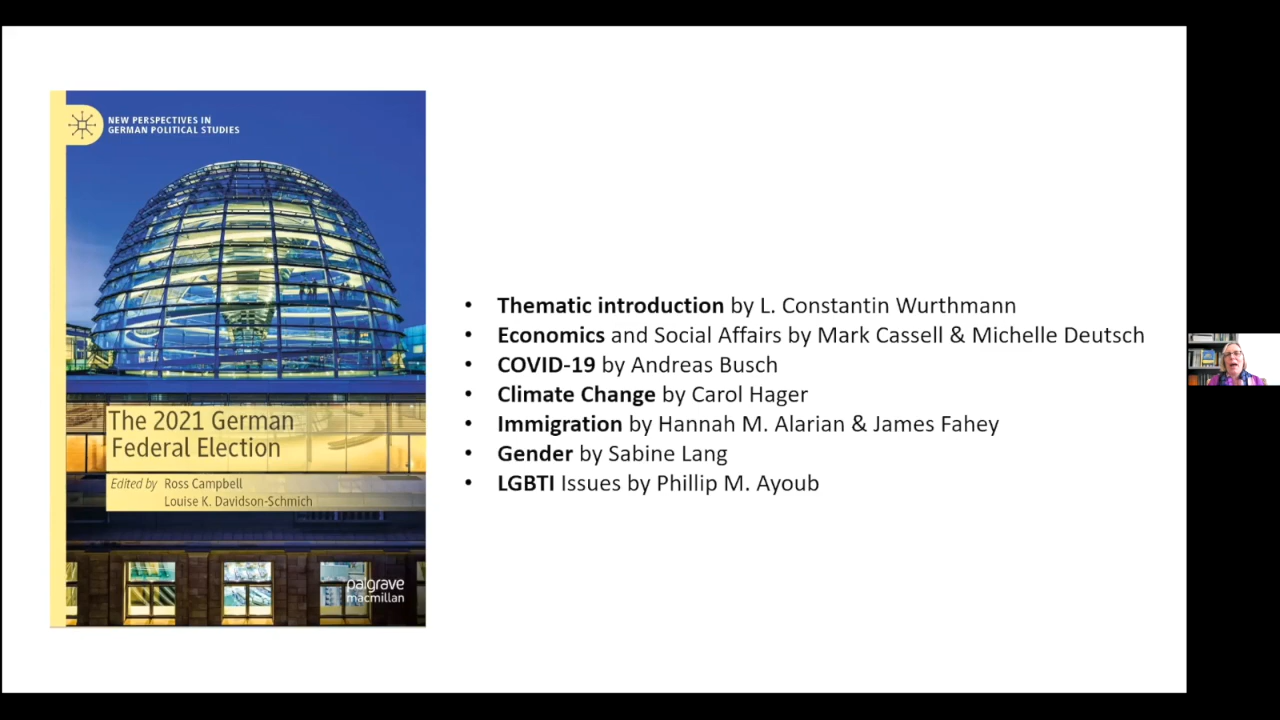 NEW PERSPECTIVES IN
GERMAN POLITICAL STUDIES
The 2021 German
Federal Election
Edited by Ross Campbell
Louise K. Davidson-Schmich
palgrave
macmillan
• Thematic introduction by L. Constantin Wurthmann
• Economics and Social Affairs by Mark Cassell & Michelle Deutsch
• COVID-19 by Andreas Busch
• Climate Change by Carol Hager
• Immigration by Hannah M. Alarian & James Fahey
• Gender by Sabine Lang
• LGBTI Issues by Phillip M. Ayoub